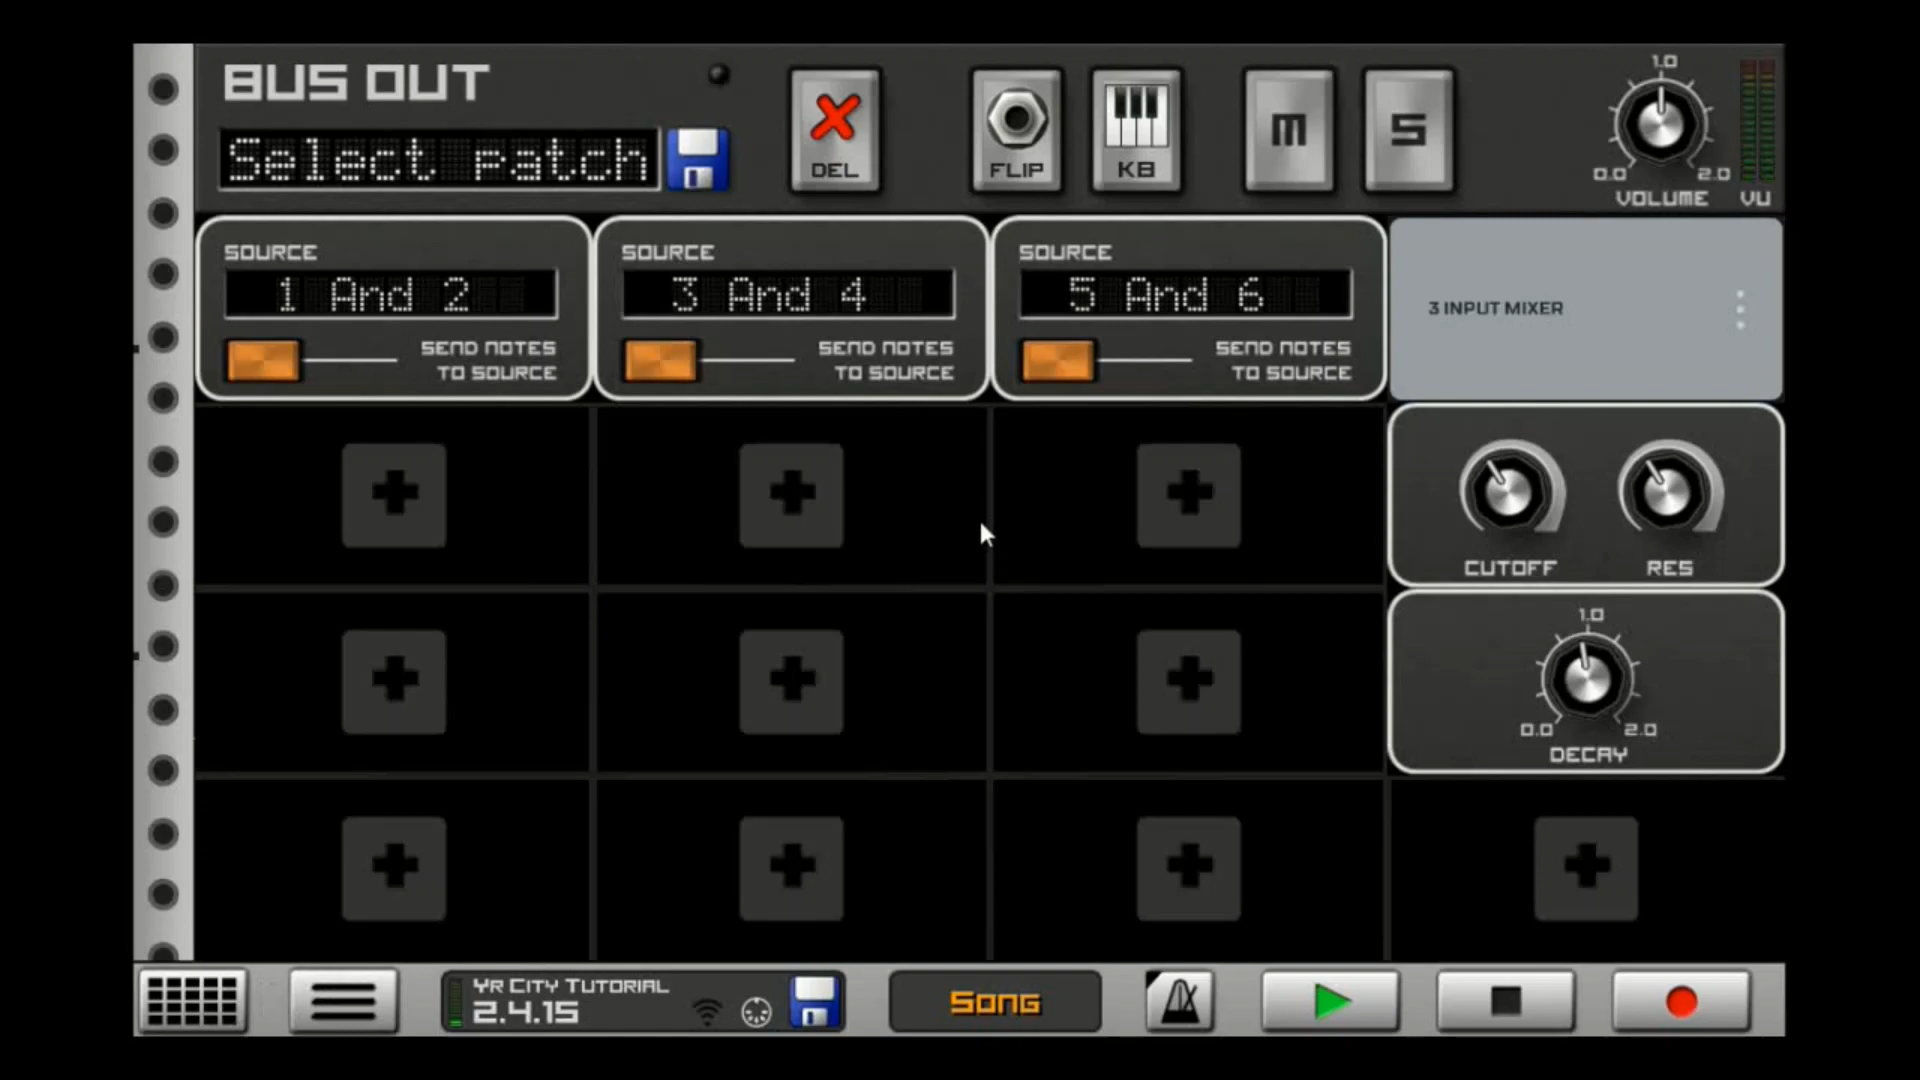 BUS OUT
Select patch
DEL
FLIP
KB
M
S
1.0
0.0
2.0
VOLUME
VU
SOURCE
1 And 2
SEND NOTES
TO SOURCE
SOURCE
3 And 4
SEND NOTES
TO SOURCE
SOURCE
5 And 6
SEND NOTES
TO SOURCE
3 INPUT MIXER
CUTOFF
RES
1.0
0.0
2.0
DECAY
YR CITY TUTORIAL
2.4.15
SONG